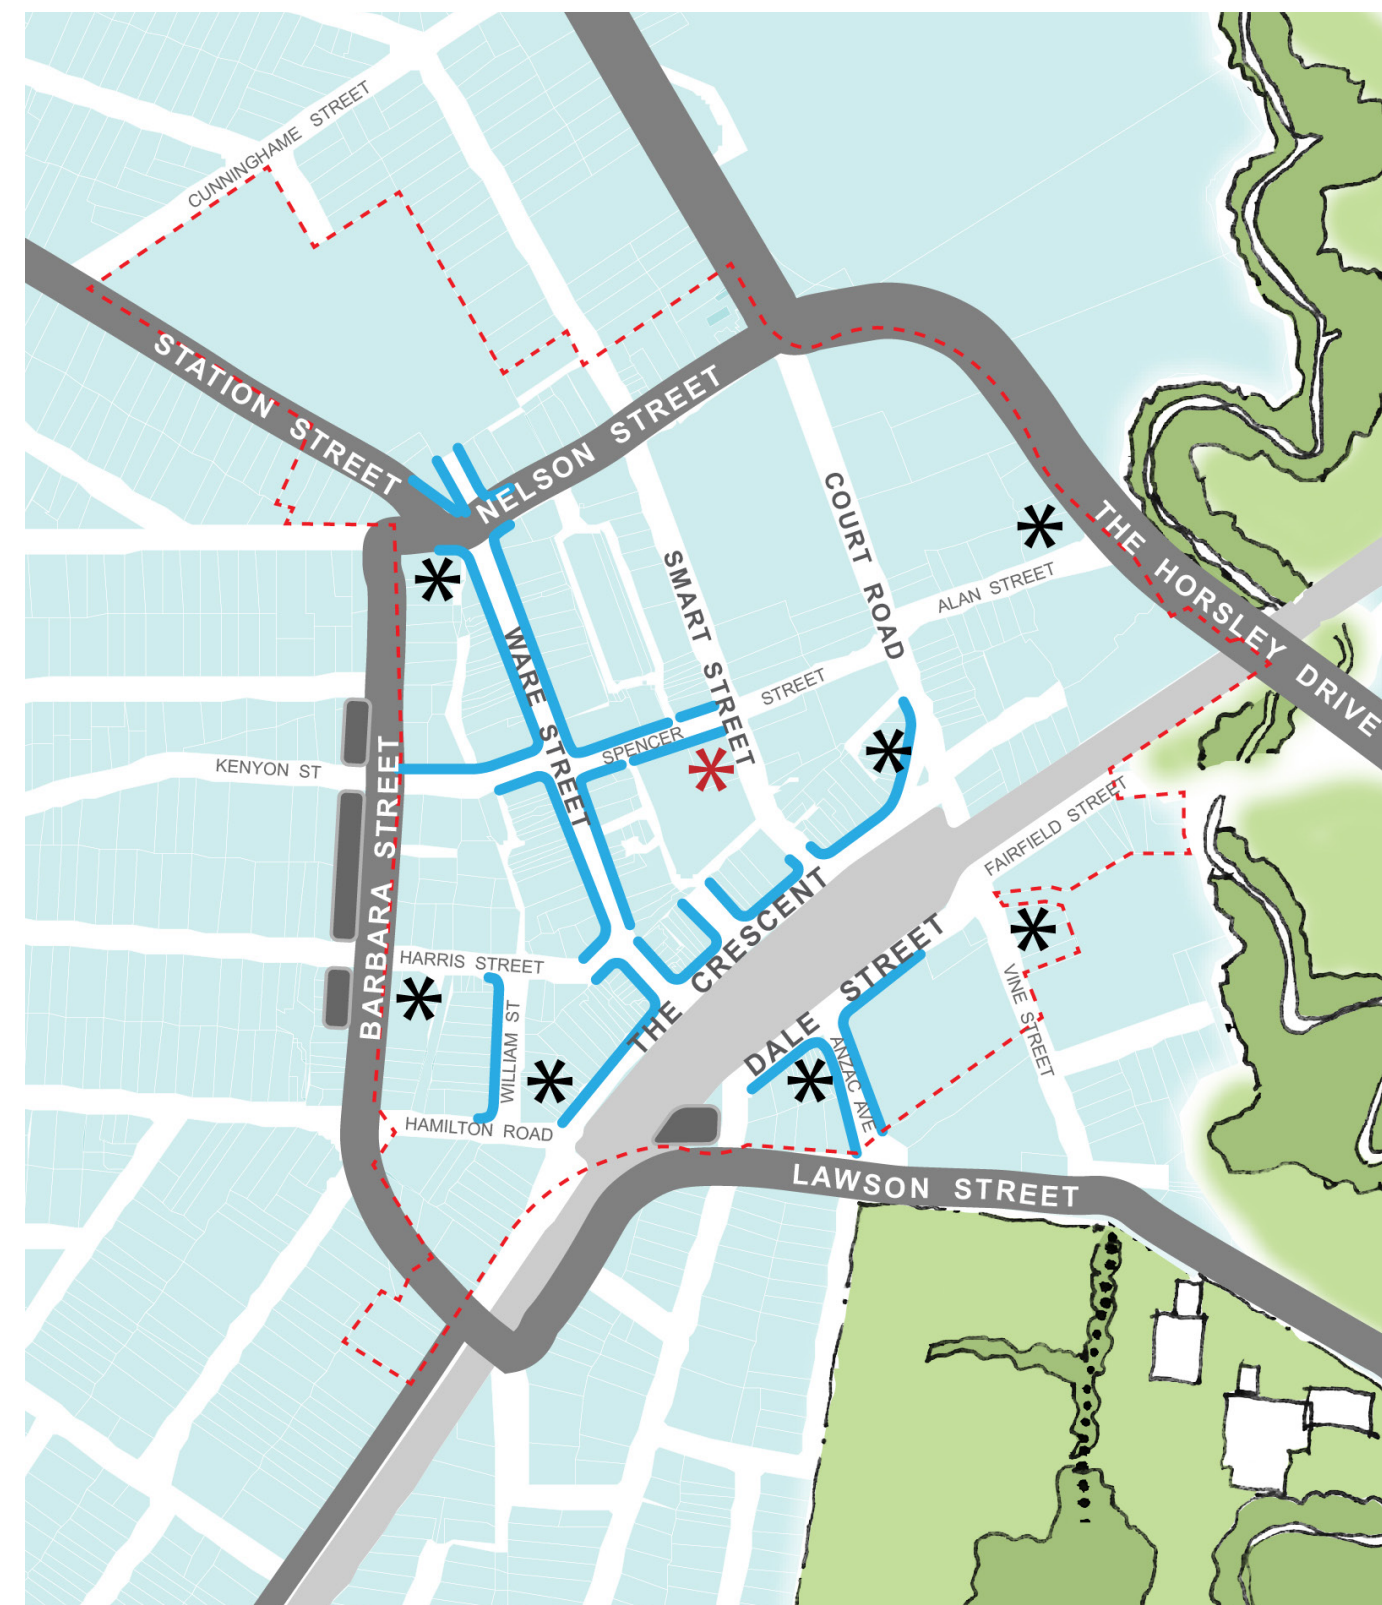 CUNNINGHAME STREET
STATION STREET
NELSON STREET
COURT ROAD
THE HORSLEY DRIVE
ALAN STREET
SMART STREET
WARE STREET
SPENCER STREET
KENYON ST
BARBARA STREET
FAIRFIELD STREET
THE CRESCENT
DALE STREET
HARRIS STREET
WILLIAM ST
VINE STREET
ANZAC AVE
HAMILTON ROAD
LAWSON STREET